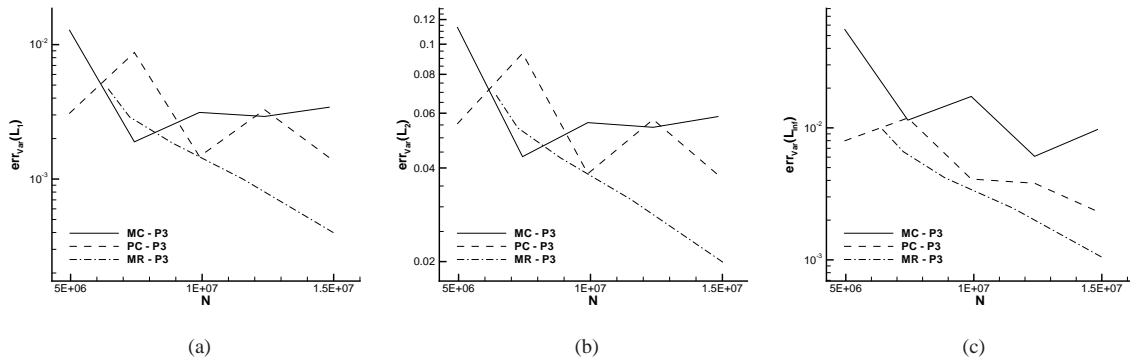 10⁻²
10⁻³
err_Var(L_1)
MC - P3
PC - P3
MR - P3
5E+06
1E+07
1.5E+07
N
(a)
0.12
0.1
0.08
0.06
0.04
0.02
err_Var(L_2)
MC - P3
PC - P3
MR - P3
5E+06
1E+07
1.5E+07
N
(b)
10⁻²
10⁻³
err_Var(L_inf)
MC - P3
PC - P3
MR - P3
5E+06
1E+07
1.5E+07
N
(c)